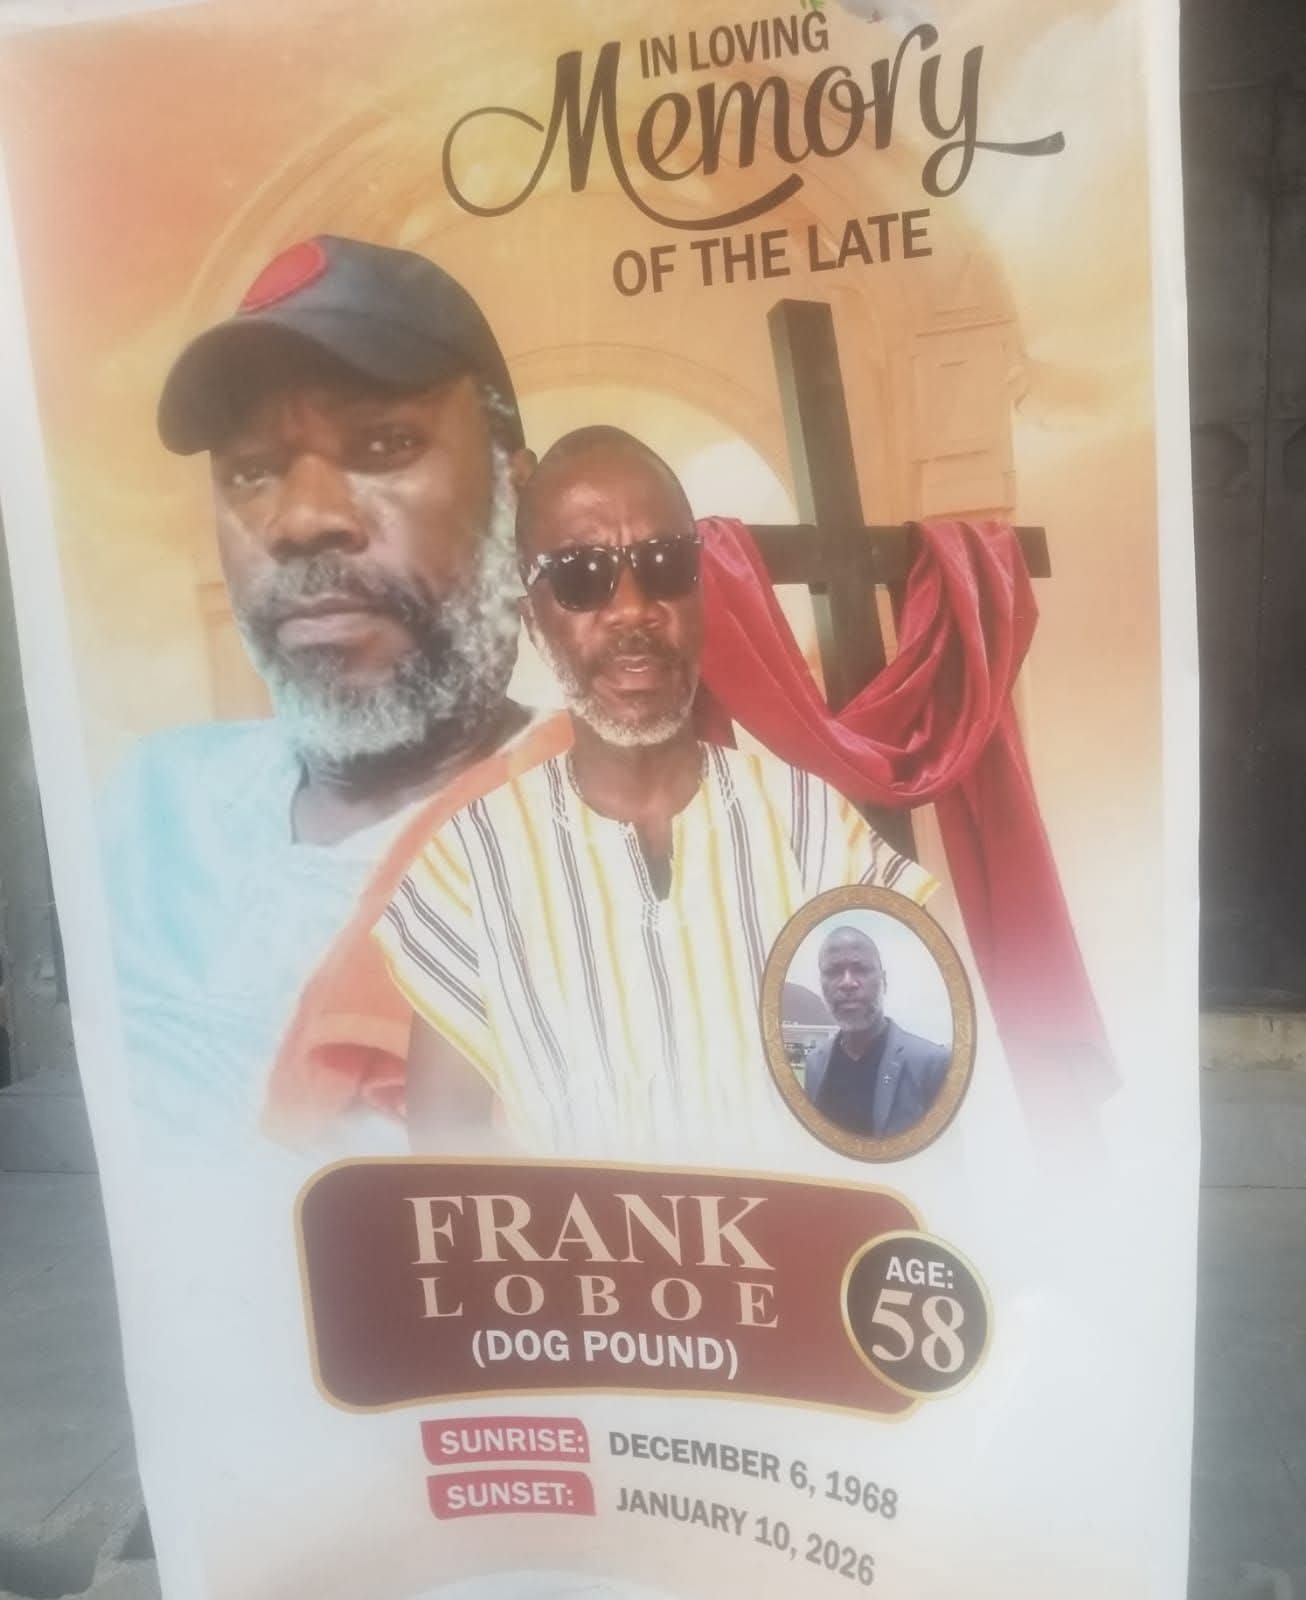 IN LOVING
Memory
OF THE LATE
FRANK
LOBOE
(DOG POUND)
AGE:
58
SUNRISE: DECEMBER 6, 1968
SUNSET: JANUARY 10, 2026